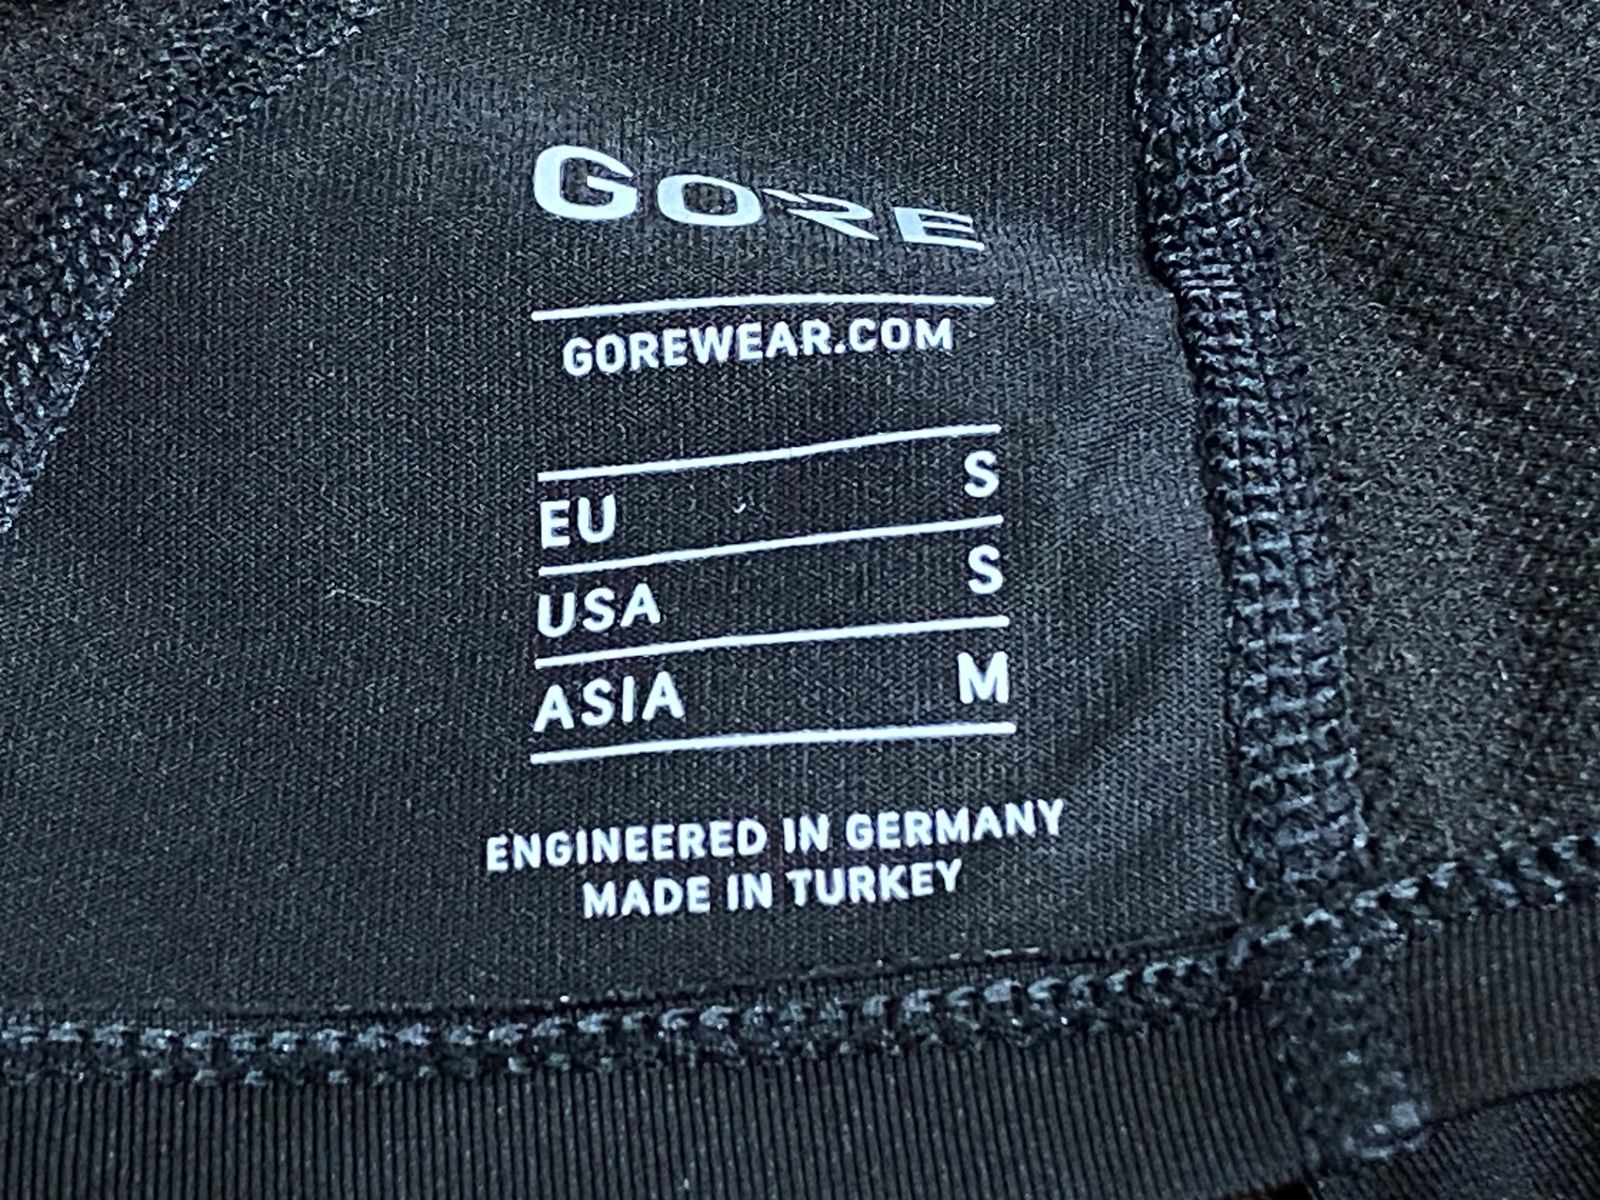 GORE
GOREWEAR.COM
EU S
USA S
ASIA M
ENGINEERED IN GERMANY
MADE IN TURKEY